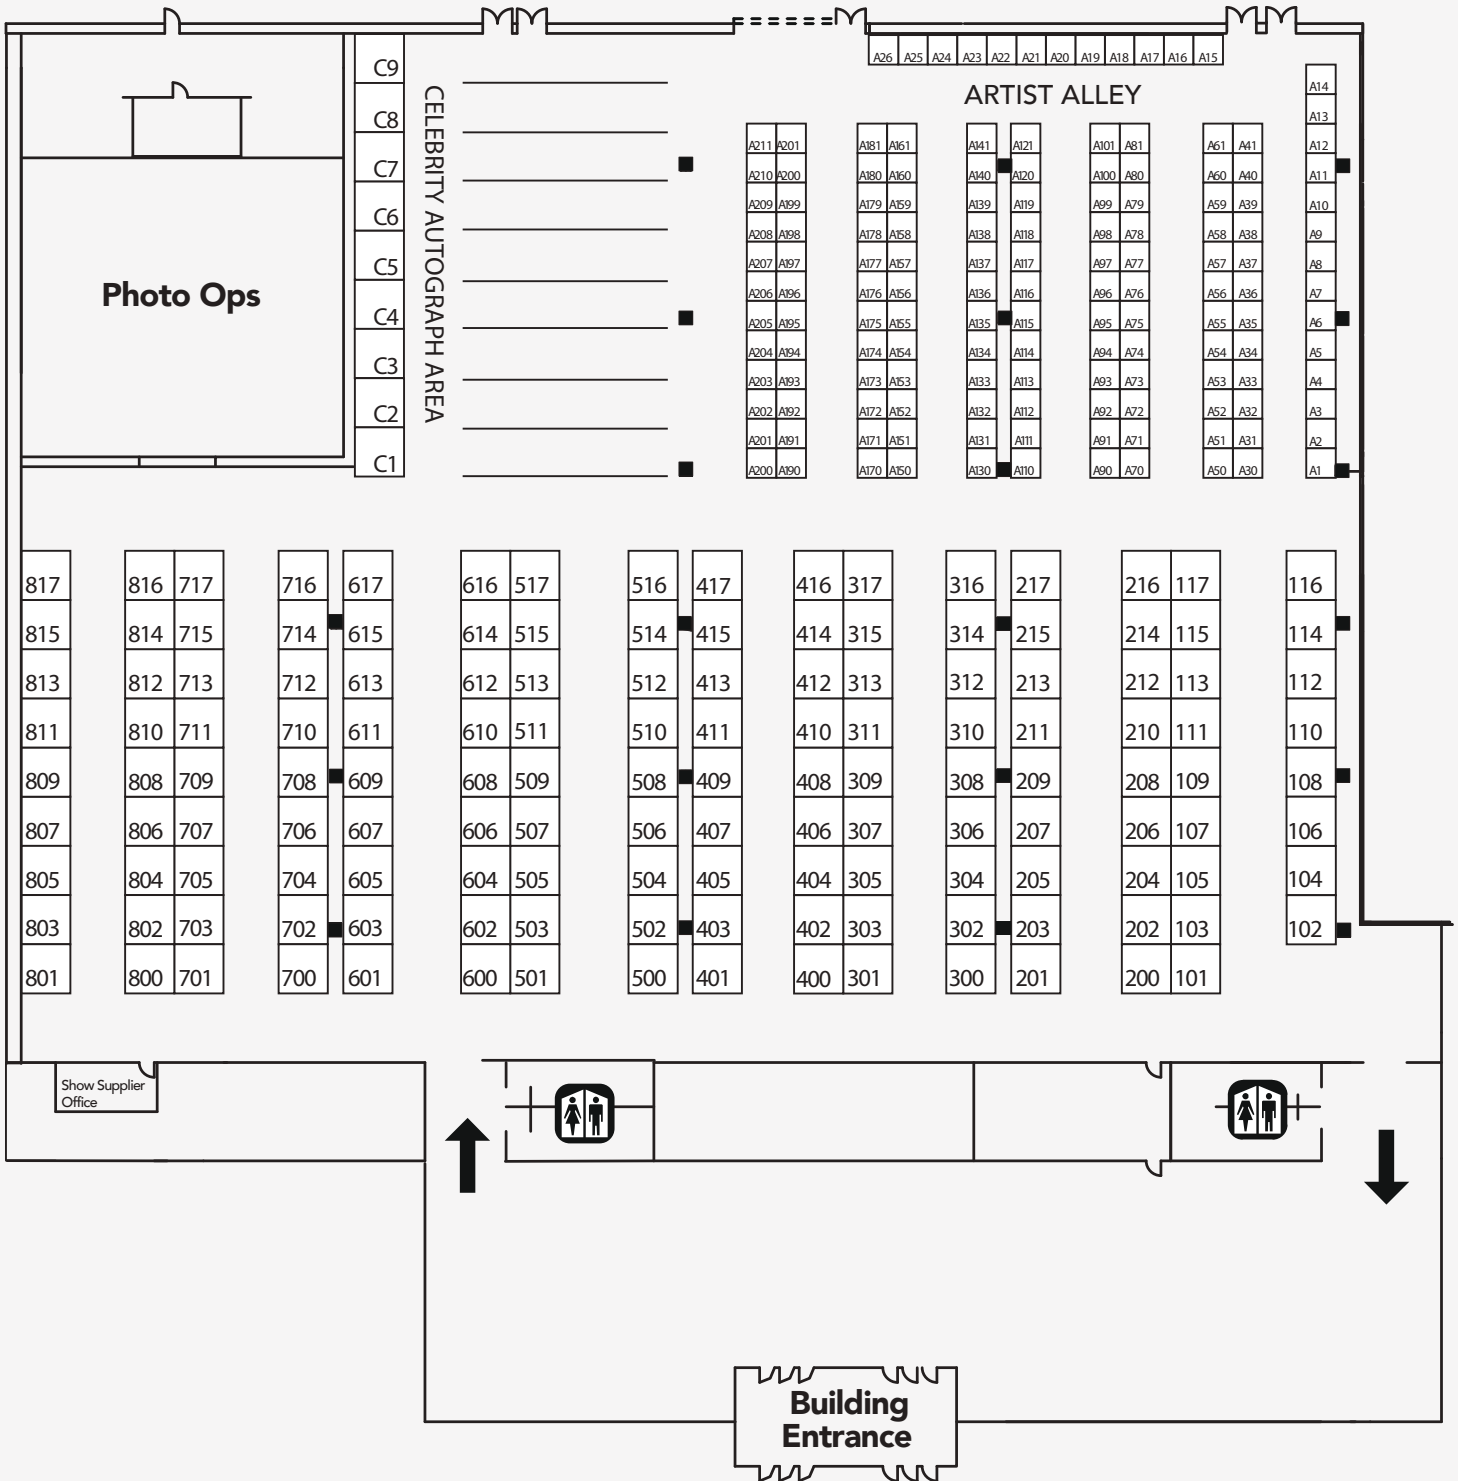 A26 A25 A24 A23 A22 A21 A20 A19 A18 A17 A16 A15
ARTIST ALLEY
C9
C8
C7
C6
C5
C4
C3
C2
C1
CELEBRITY AUTOGRAPH AREA
Photo Ops
A14
A13
A211 A201 A181 A161 A141 A121 A101 A81 A61 A41 A12
A210 A200 A180 A160 A140 A120 A100 A80 A60 A40 A11
A209 A199 A179 A159 A139 A119 A99 A79 A59 A39 A10
A208 A198 A178 A158 A138 A118 A98 A78 A58 A38 A9
A207 A197 A177 A157 A137 A117 A97 A77 A57 A37 A8
A206 A196 A176 A156 A136 A116 A96 A76 A56 A36 A7
A205 A195 A175 A155 A135 A115 A95 A75 A55 A35 A6
A204 A194 A174 A154 A134 A114 A94 A74 A54 A34 A5
A203 A193 A173 A153 A133 A113 A93 A73 A53 A33 A4
A202 A192 A172 A152 A132 A112 A92 A72 A52 A32 A3
A201 A191 A171 A151 A131 A111 A91 A71 A51 A31 A2
A200 A190 A170 A150 A130 A110 A90 A70 A50 A30 A1
817 816 717 716 617 616 517 516 417 416 317 316 217 216 117 116
815 814 715 714 615 614 515 514 415 414 315 314 215 214 115 114
813 812 713 712 613 612 513 512 413 412 313 312 213 212 113 112
811 810 711 710 611 610 511 510 411 410 311 310 211 210 111 110
809 808 709 708 609 608 509 508 409 408 309 308 209 208 109 108
807 806 707 706 607 606 507 506 407 406 307 306 207 206 107 106
805 804 705 704 605 604 505 504 405 404 305 304 205 204 105 104
803 802 703 702 603 602 503 502 403 402 303 302 203 202 103 102
801 800 701 700 601 600 501 500 401 400 301 300 201 200 101
Show Supplier
Office
Building
Entrance